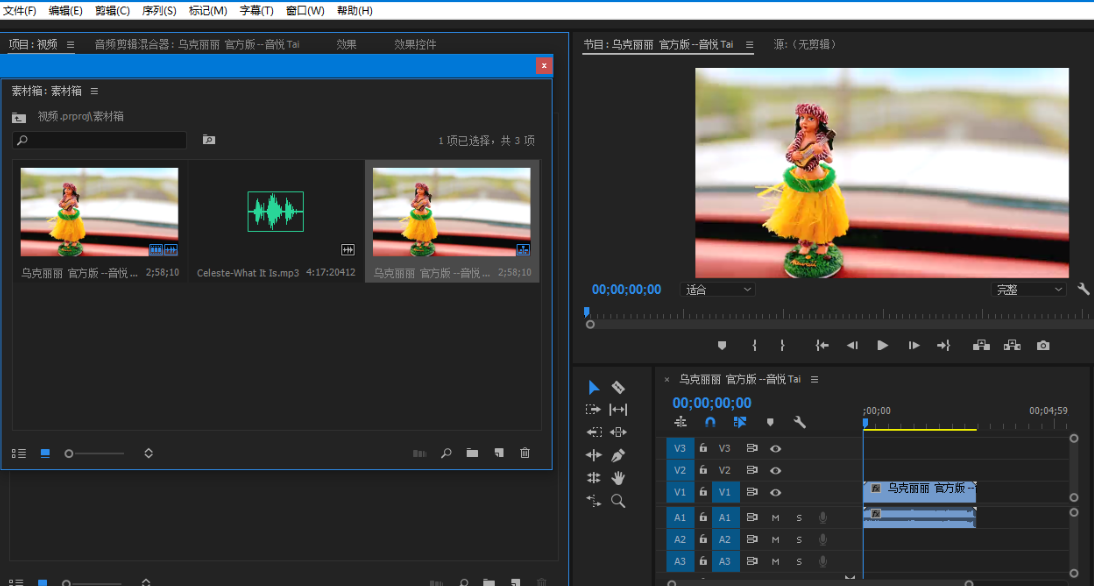 文件(F) 编辑(E) 剪辑(C) 序列(S) 标记(M) 字幕(T) 窗口(W) 帮助(H)
项目: 视频 音频剪辑混合器: 乌克丽丽 官方版--音悦 Tai 效果 效果控件
素材箱: 素材箱
视频.prproj\素材箱
1 项已选择，共 3 项
乌克丽丽 官方版 --音悦... 2;58;10 Celeste-What It Is.mp3 4:17:20412 乌克丽丽 官方版 --音悦... 2;58;10
节目: 乌克丽丽 官方版--音悦 Tai 源:（无剪辑）
00;00;00;00 适合 完整
× 乌克丽丽 官方版 --音悦 Tai
00;00;00;00
;00;00 00;04;59
V3 V3
V2 V2
V1 V1 fx 乌克丽丽 官方版 --
A1 A1 M S fx
A2 A2 M S
A3 A3 M S